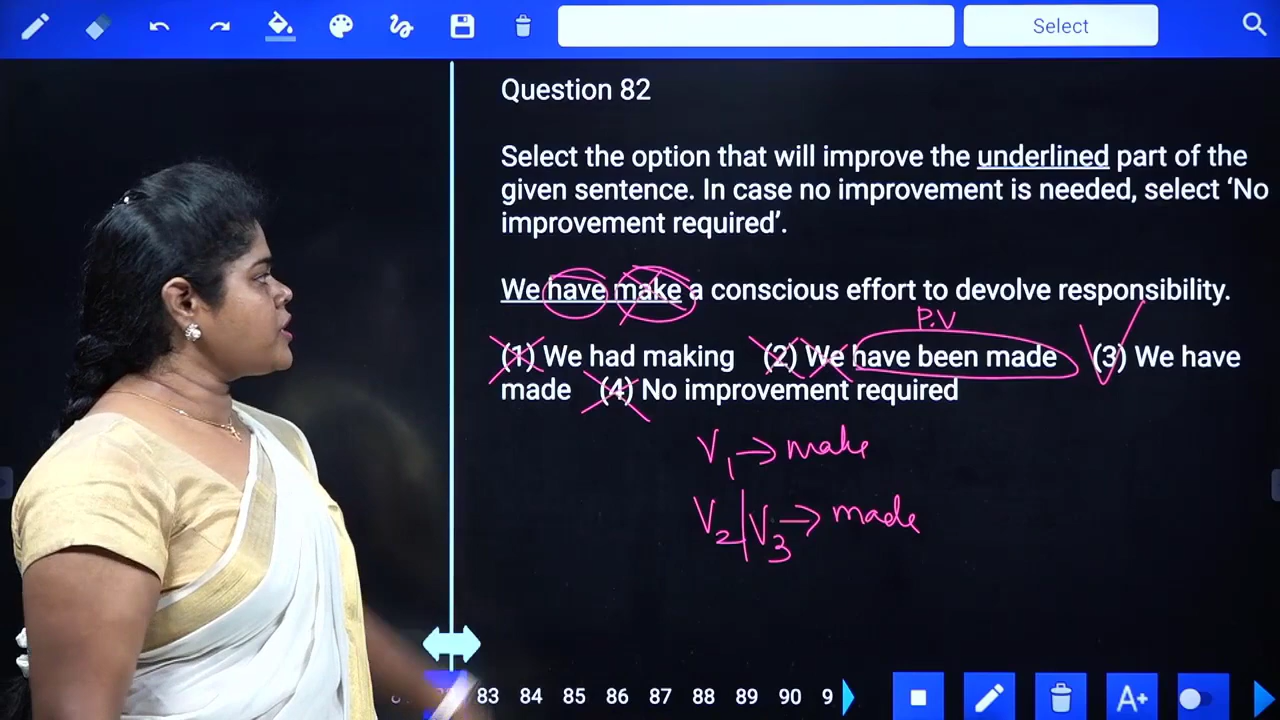 Select
Question 82
Select the option that will improve the underlined part of the
given sentence. In case no improvement is needed, select ‘No
improvement required’.
We have make a conscious effort to devolve responsibility.
P.V
(1) We had making (2) We have been made (3) We have
made (4) No improvement required
V1 → make
V2 | V3 → made
83 84 85 86 87 88 89 90 9
A+